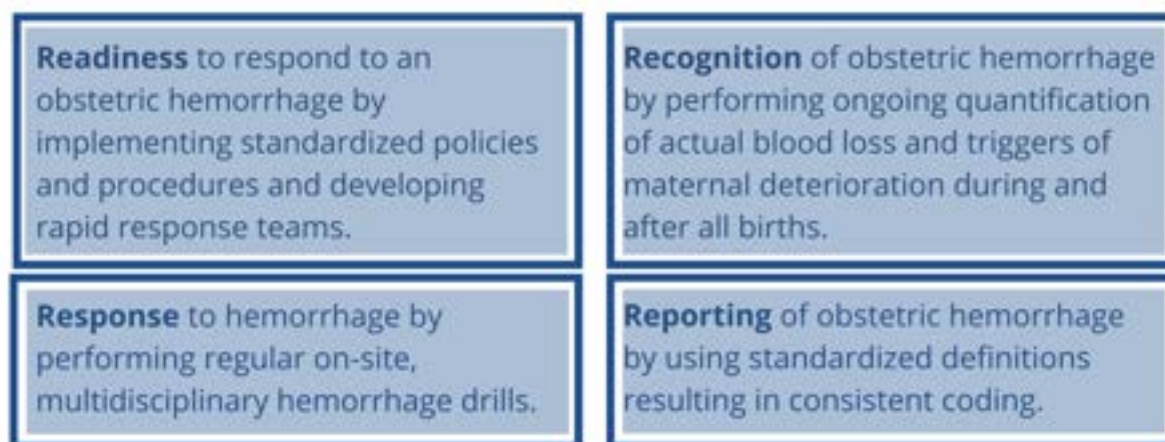 Readiness to respond to an
obstetric hemorrhage by
implementing standardized policies
and procedures and developing
rapid response teams.
Recognition of obstetric hemorrhage
by performing ongoing quantification
of actual blood loss and triggers of
maternal deterioration during and
after all births.
Response to hemorrhage by
performing regular on-site,
multidisciplinary hemorrhage drills.
Reporting of obstetric hemorrhage
by using standardized definitions
resulting in consistent coding.